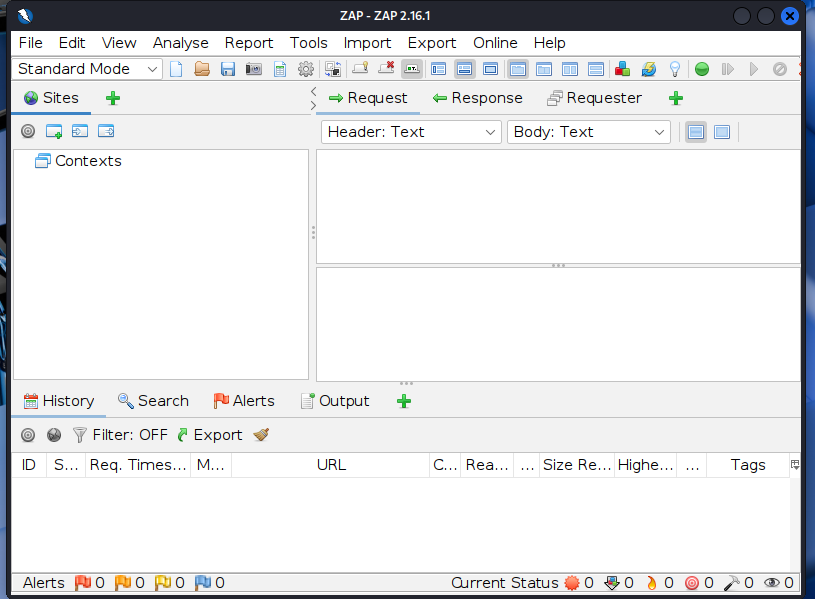 ZAP - ZAP 2.16.1
File Edit View Analyse Report Tools Import Export Online Help
Standard Mode
Sites Request Response Requester
Header: Text Body: Text
Contexts
History Search Alerts Output
Filter: OFF Export
ID S... Req. Times... M... URL C... Rea... ... Size Re... Highe... ... Tags
Alerts 0 0 0 0 Current Status 0 0 0 0 0 0